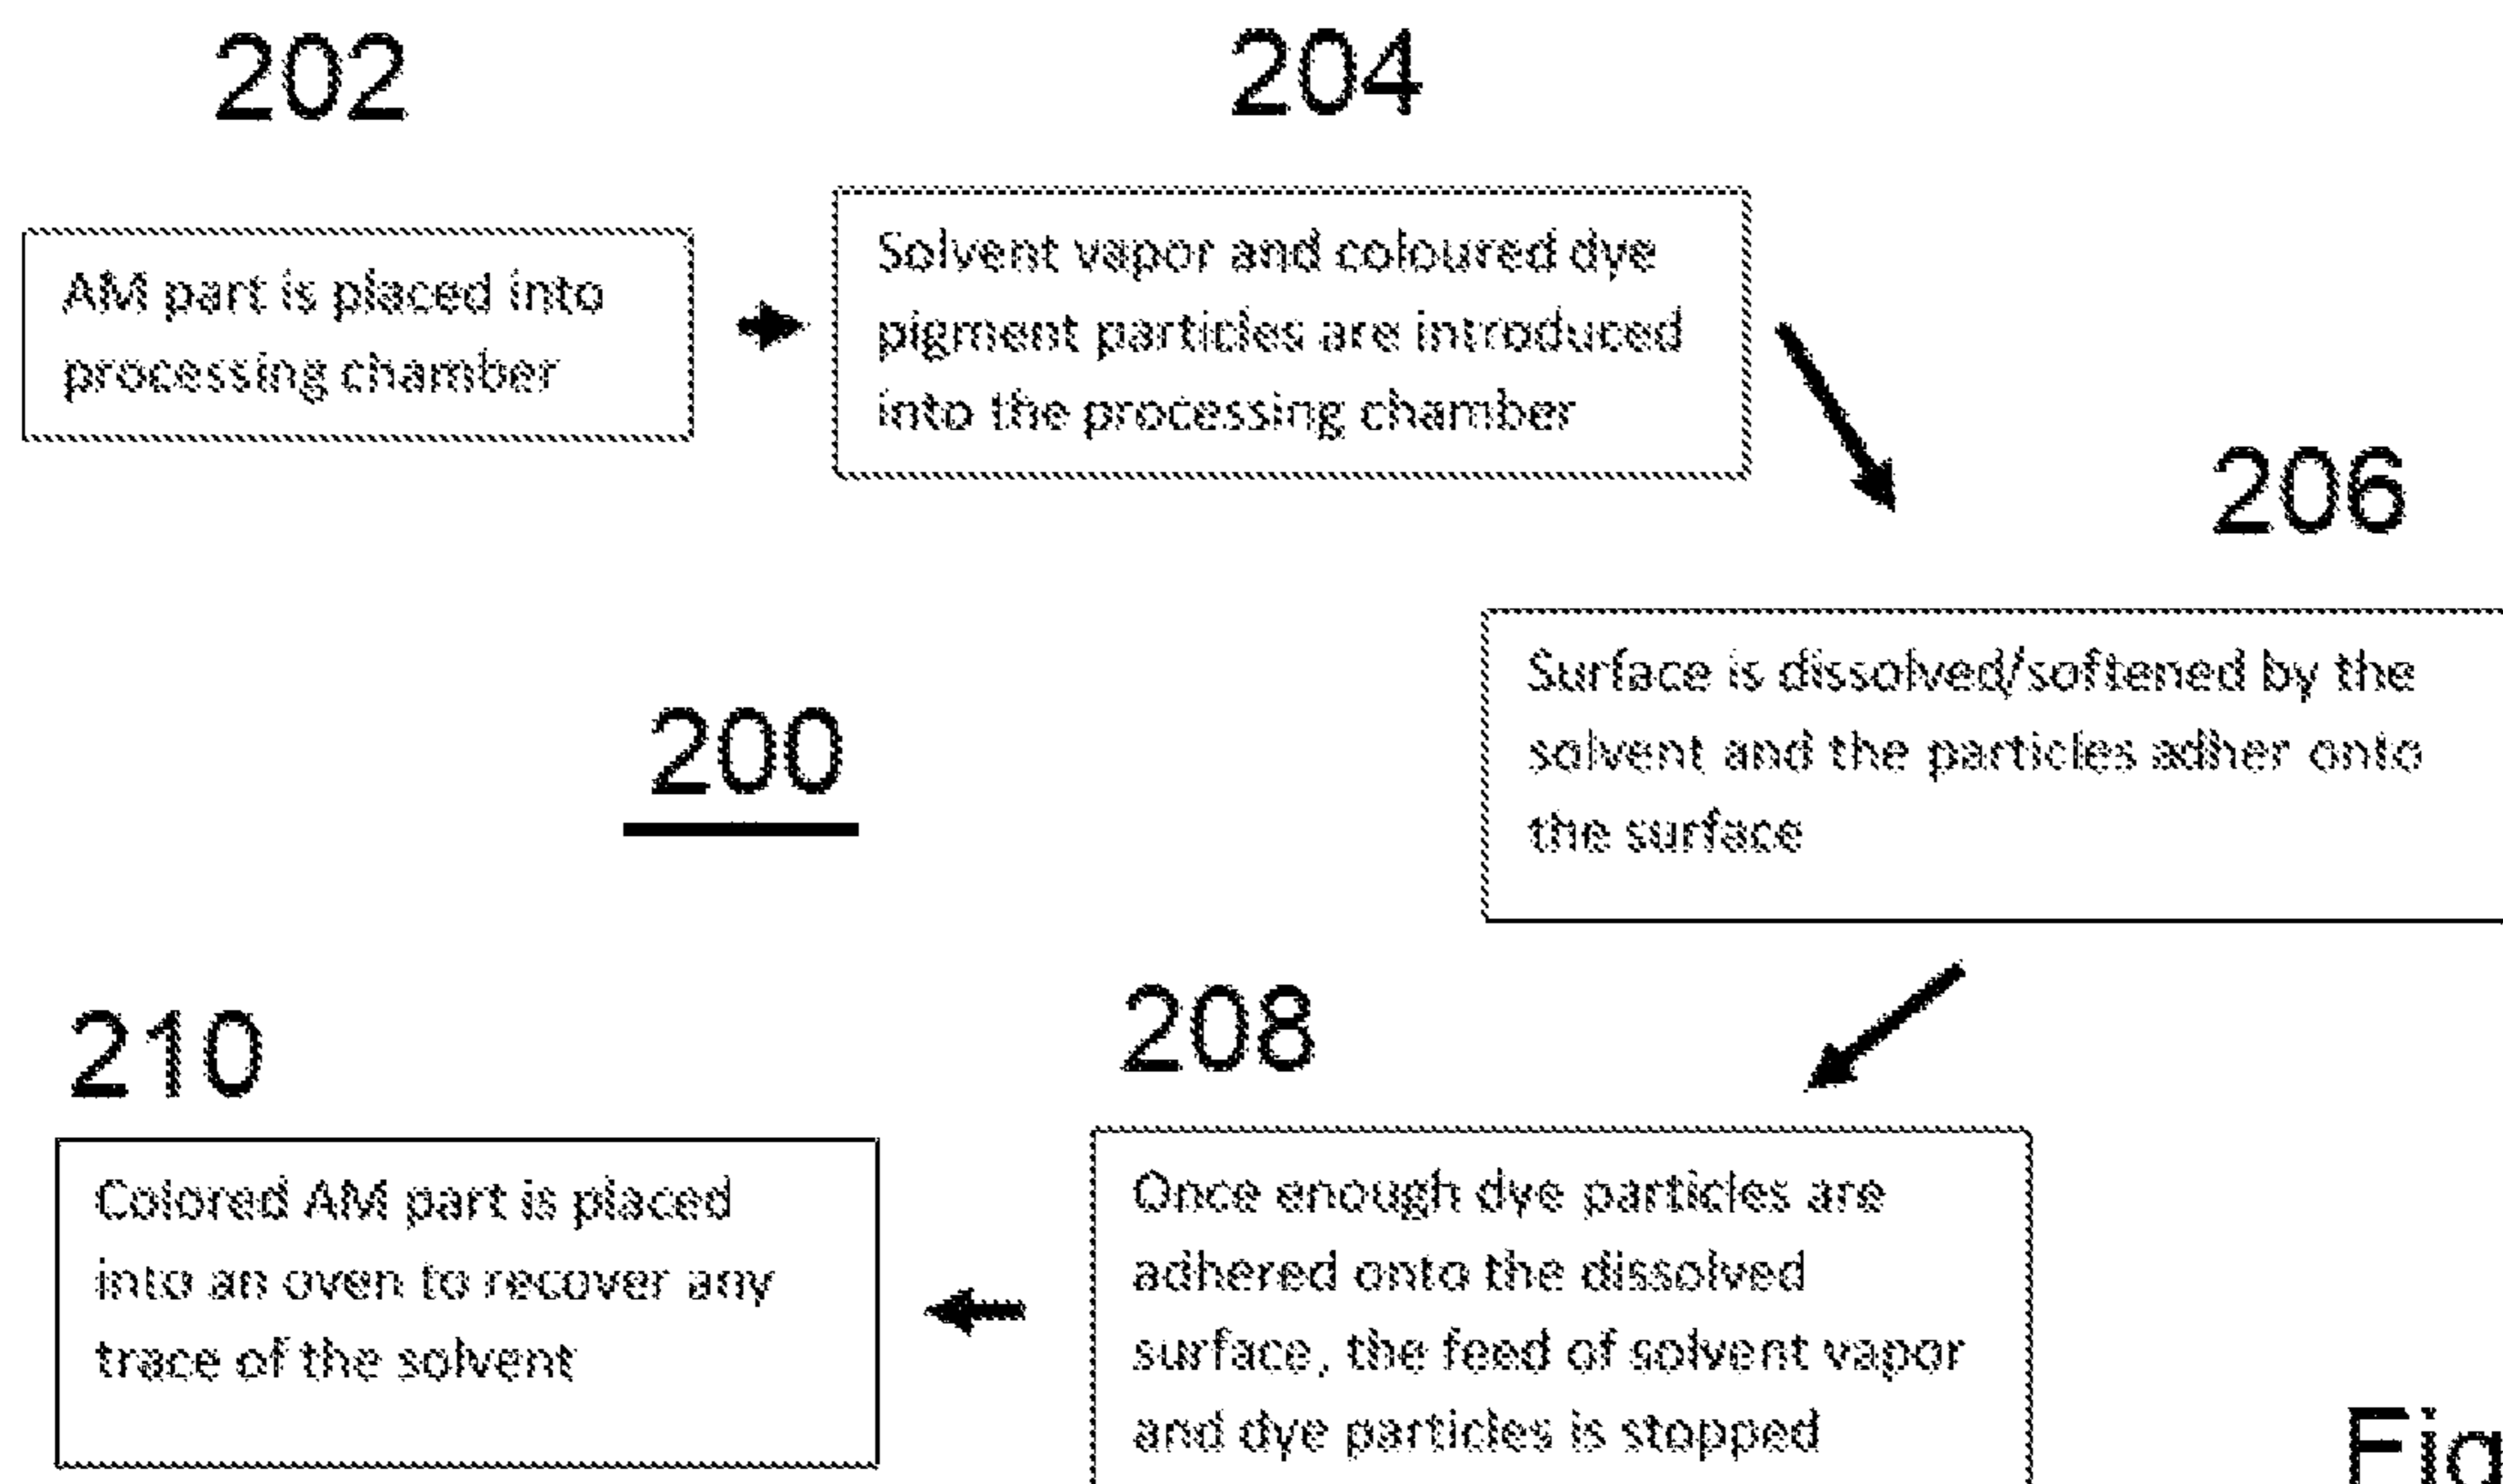 202
AM part is placed into
processing chamber
204
Solvent vapor and coloured dye
pigment particles are introduced
into the processing chamber
206
Surface is dissolved/softened by the
solvent and the particles adher onto
the surface
200
208
Once enough dye particles are
adhered onto the dissolved
surface, the feed of solvent vapor
and dye particles is stopped
210
Colored AM part is placed
into an oven to recover any
trace of the solvent
Fig